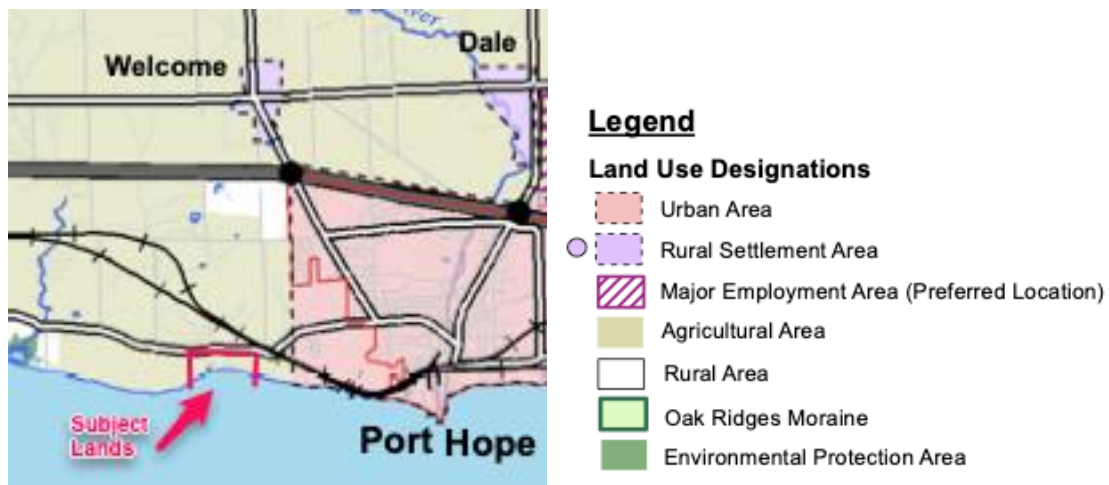 Dale
Welcome
Subject
Lands
Port Hope
Legend
Land Use Designations
Urban Area
Rural Settlement Area
Major Employment Area (Preferred Location)
Agricultural Area
Rural Area
Oak Ridges Moraine
Environmental Protection Area